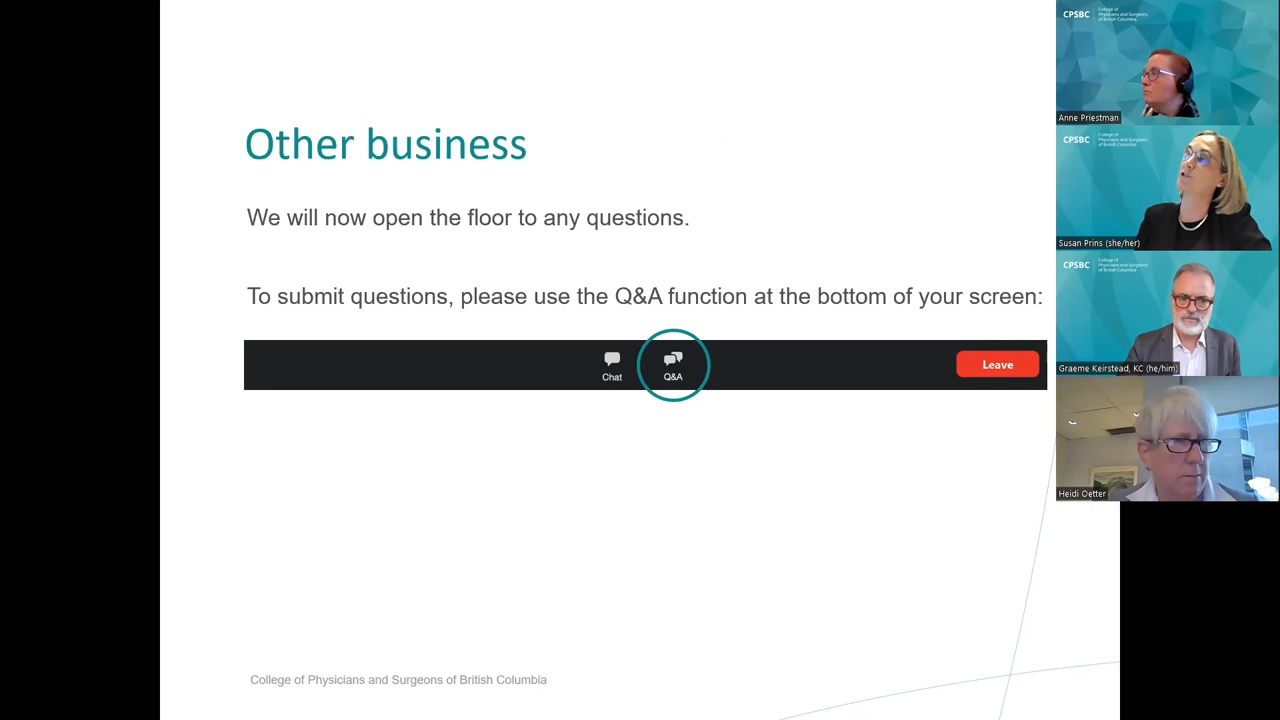 Other business
We will now open the floor to any questions.
To submit questions, please use the Q&A function at the bottom of your screen:
Chat
Q&A
Leave
College of Physicians and Surgeons of British Columbia
CPSBC
College of
Physicians and Surgeons
of British Columbia
Anne Priestman
CPSBC
College of
Physicians and Surgeons
of British Columbia
Susan Prins (she/her)
CPSBC
College of
Physicians and Surgeons
of British Columbia
Graeme Keirstead, KC (he/him)
Heidi Oetter